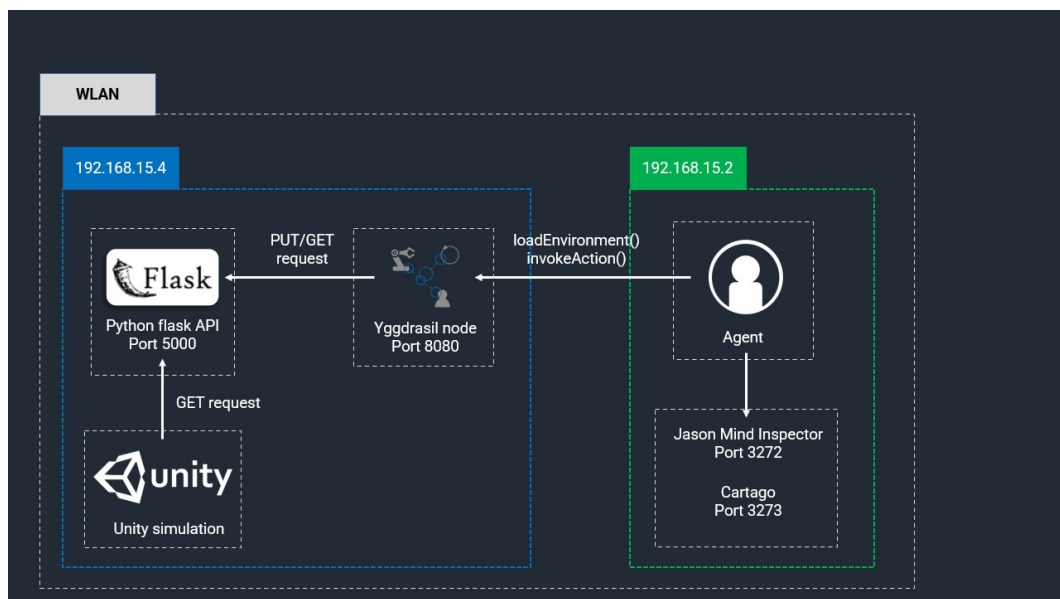 WLAN
192.168.15.4
192.168.15.2
PUT/GET
request
loadEnvironment()
invokeAction()
Flask
Python flask API
Port 5000
Yggdrasil node
Port 8080
Agent
GET request
unity
Unity simulation
Jason Mind Inspector
Port 3272
Cartago
Port 3273